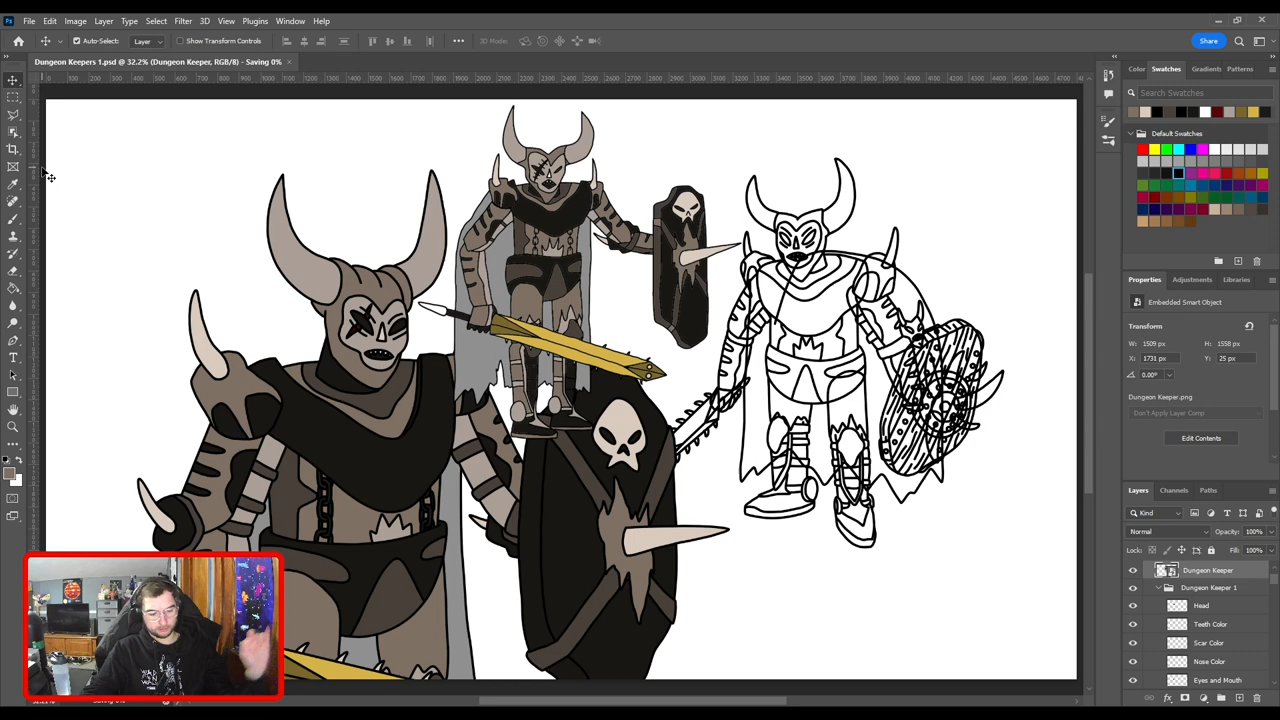 Ps File Edit Image Layer Type Select Filter 3D View Plugins Window Help
Auto-Select: Layer Show Transform Controls 3D Mode: Share
Dungeon Keepers 1.psd @ 32.2% (Dungeon Keeper, RGB/8) - Saving 0% ×
Color Swatches Gradients Patterns
Search Swatches
Default Swatches
Properties Adjustments Libraries
Embedded Smart Object
Transform
W: 1509 px H: 1558 px
X: 1731 px Y: 25 px
0.00°
Dungeon Keeper.png
Don't Apply Layer Comp
Edit Contents
Layers Channels Paths
Kind
Normal Opacity: 100%
Lock: Fill: 100%
Dungeon Keeper
Dungeon Keeper 1
Head
Teeth Color
Scar Color
Nose Color
Eyes and Mouth